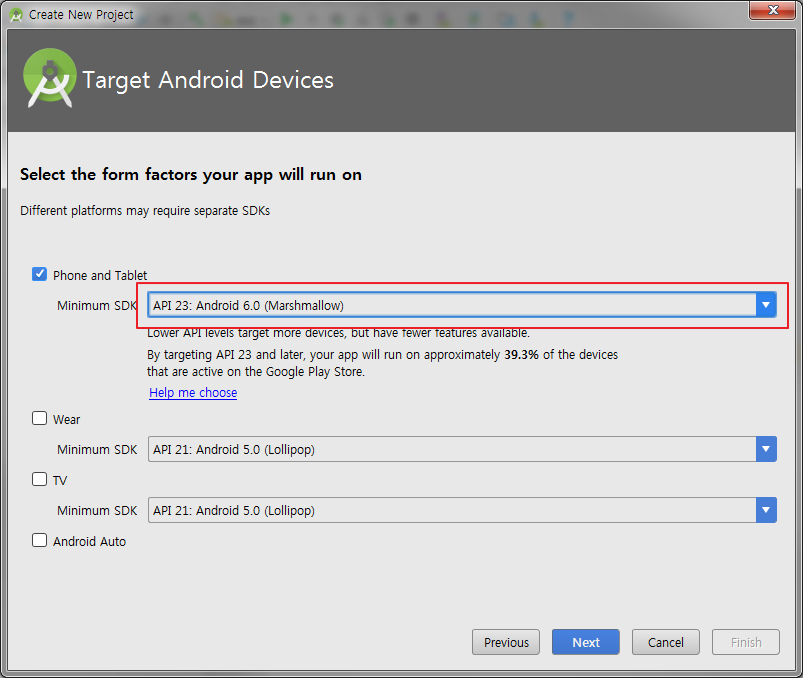 Create New Project
Target Android Devices
Select the form factors your app will run on
Different platforms may require separate SDKs
Phone and Tablet
Minimum SDK API 23: Android 6.0 (Marshmallow)
Lower API levels target more devices, but have fewer features available.
By targeting API 23 and later, your app will run on approximately 39.3% of the devices
that are active on the Google Play Store.
Help me choose
Wear
Minimum SDK API 21: Android 5.0 (Lollipop)
TV
Minimum SDK API 21: Android 5.0 (Lollipop)
Android Auto
Previous Next Cancel Finish